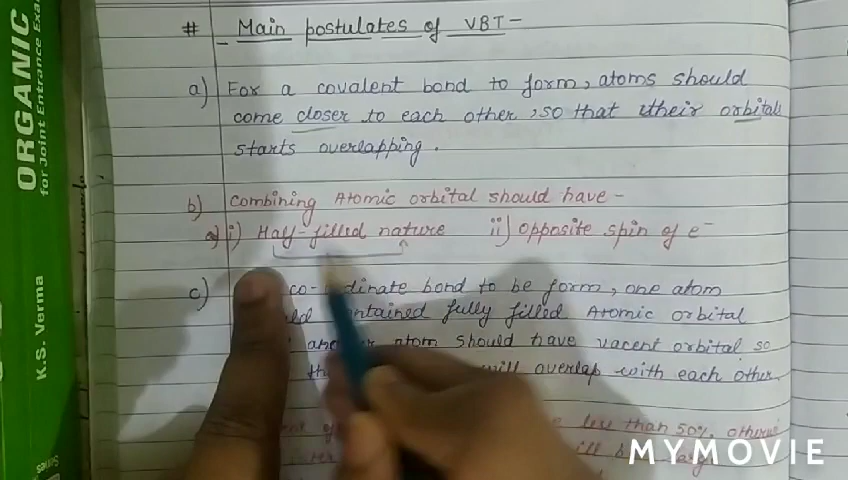 # Main postulates of VBT -
a) For a covalent bond to form, atoms should
come closer to each other, so that their orbitals
starts overlapping.
b) Combining Atomic orbital should have -
i) Half-filled nature ii) opposite spin of e-
c) co-ordinate bond to be form, one atom
fully filled Atomic orbital
atom should have vacent orbital so
will overlap with each other
less than 50%
ORGANIC
for Joint Entrance Exa
K.S. Verma
MYMOVIE